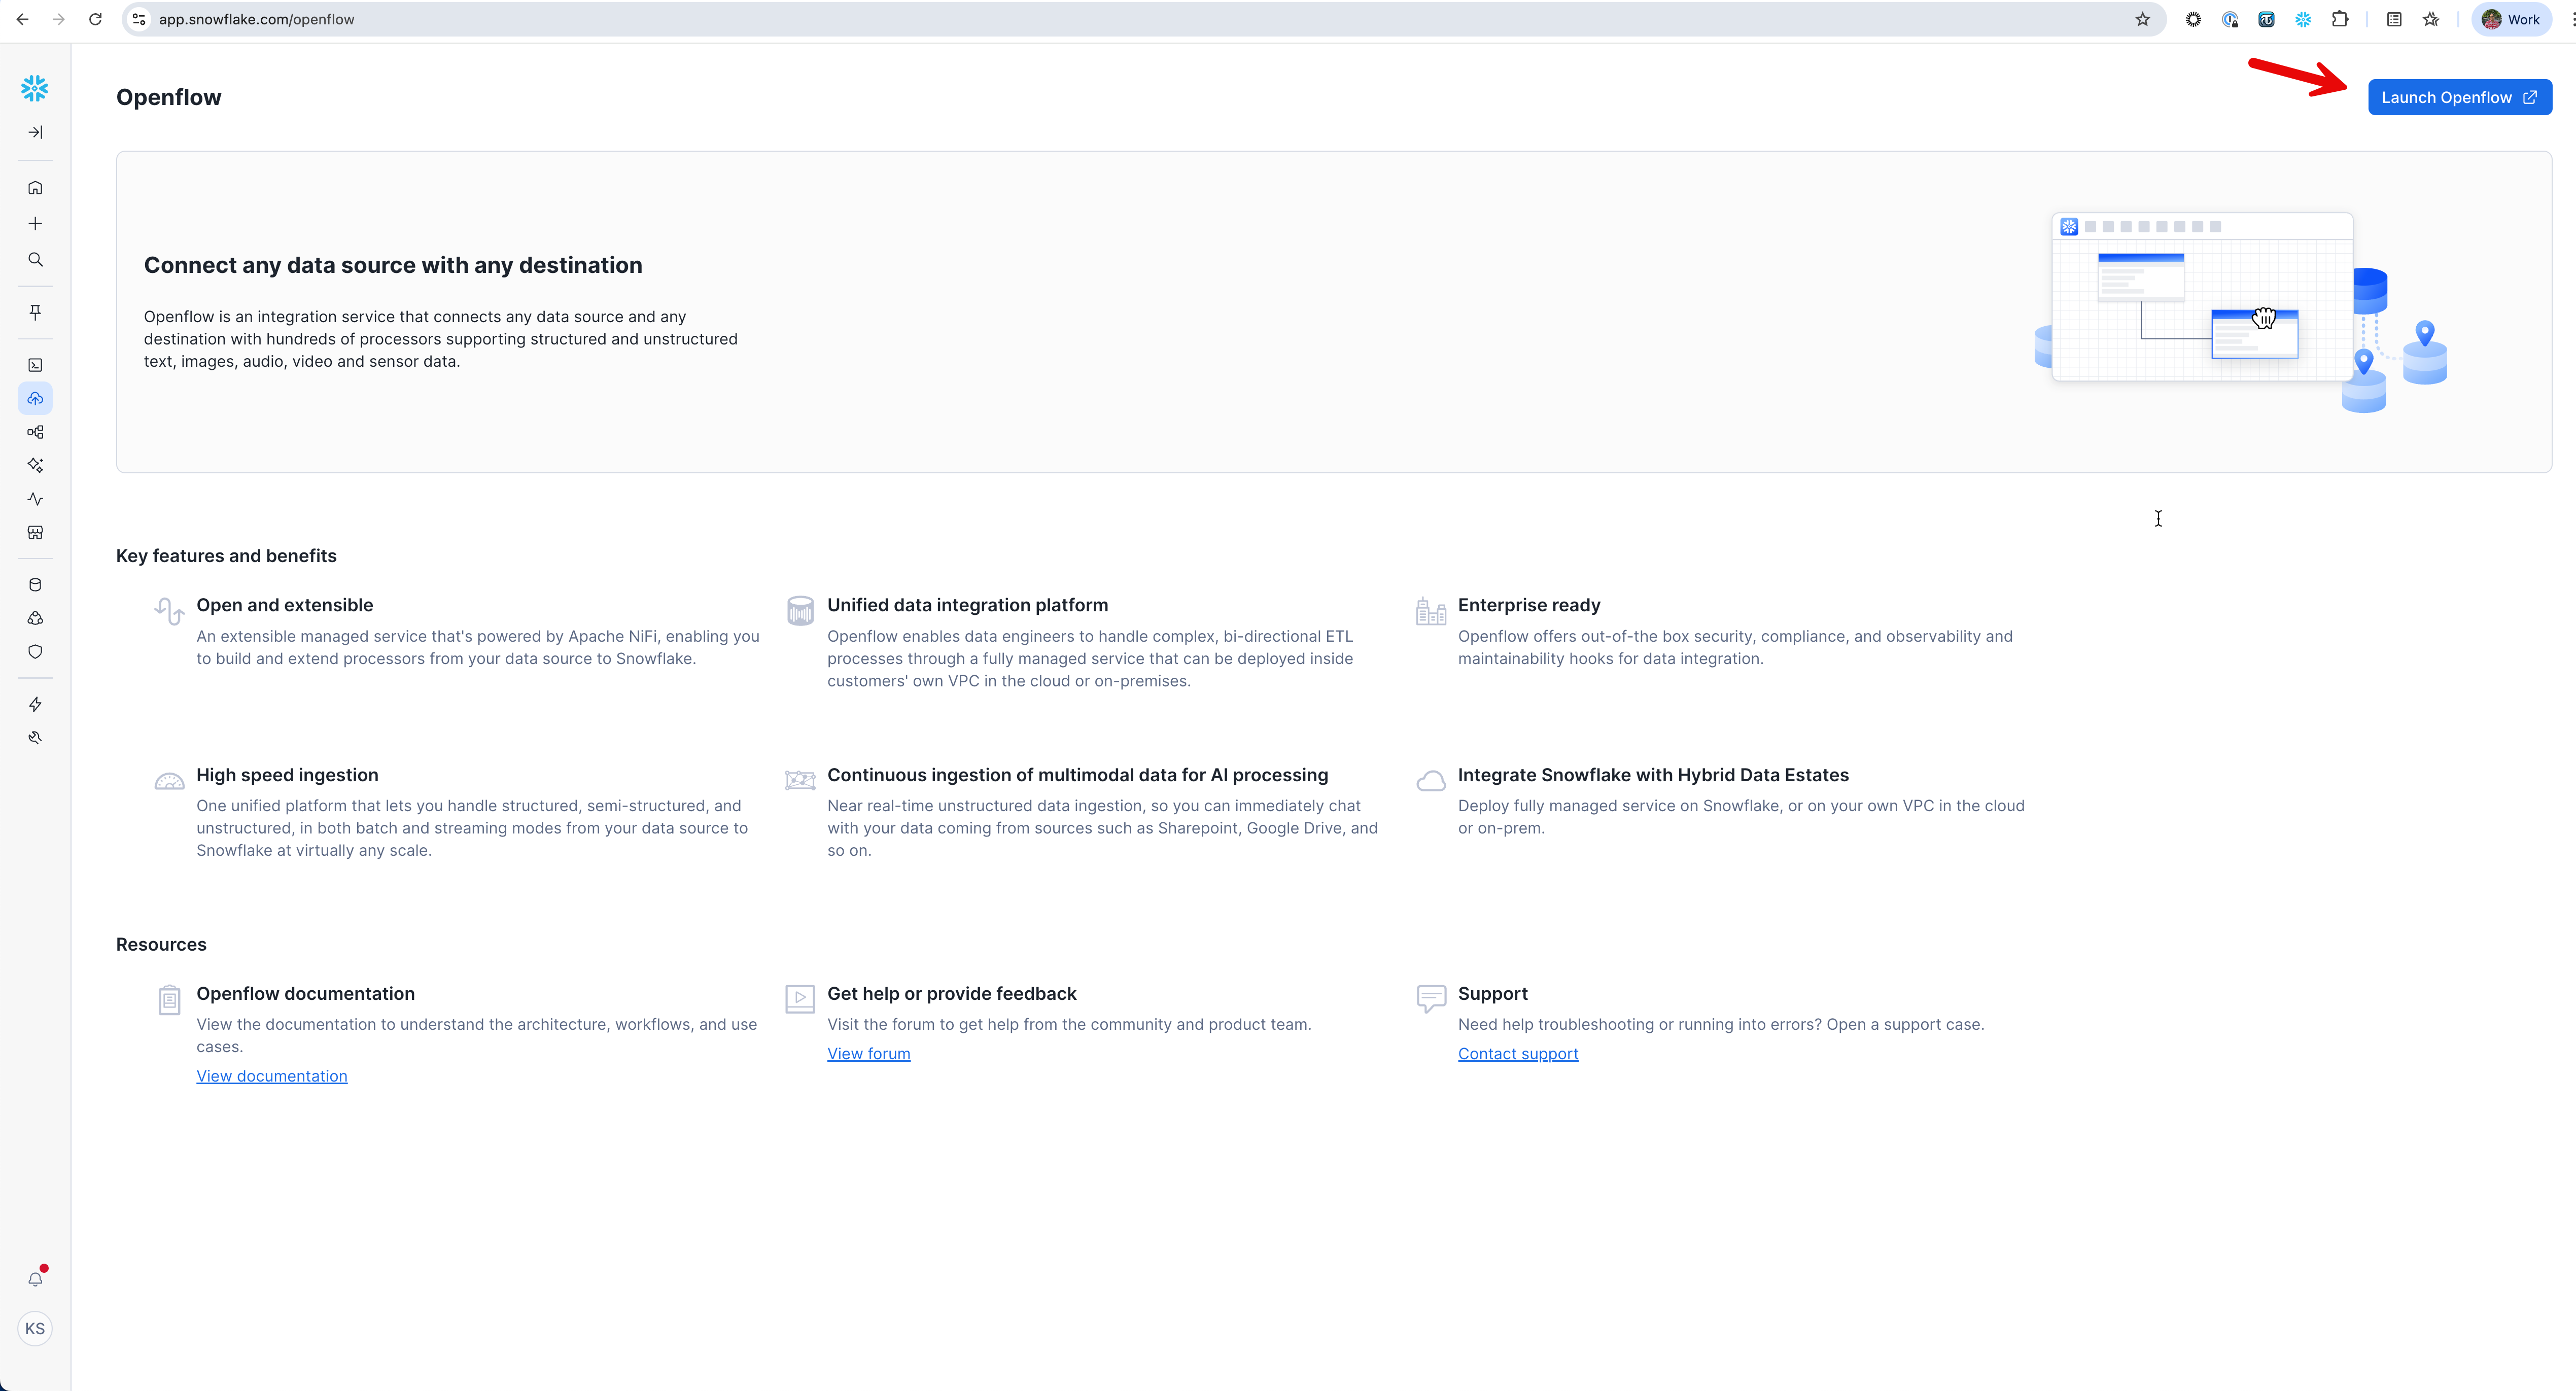 app.snowflake.com/openflow
Work
Openflow
Launch Openflow
Connect any data source with any destination
Openflow is an integration service that connects any data source and any
destination with hundreds of processors supporting structured and unstructured
text, images, audio, video and sensor data.
Key features and benefits
Open and extensible
An extensible managed service that's powered by Apache NiFi, enabling you
to build and extend processors from your data source to Snowflake.
Unified data integration platform
Openflow enables data engineers to handle complex, bi-directional ETL
processes through a fully managed service that can be deployed inside
customers' own VPC in the cloud or on-premises.
Enterprise ready
Openflow offers out-of-the box security, compliance, and observability and
maintainability hooks for data integration.
High speed ingestion
One unified platform that lets you handle structured, semi-structured, and
unstructured, in both batch and streaming modes from your data source to
Snowflake at virtually any scale.
Continuous ingestion of multimodal data for AI processing
Near real-time unstructured data ingestion, so you can immediately chat
with your data coming from sources such as Sharepoint, Google Drive, and
so on.
Integrate Snowflake with Hybrid Data Estates
Deploy fully managed service on Snowflake, or on your own VPC in the cloud
or on-prem.
Resources
Openflow documentation
View the documentation to understand the architecture, workflows, and use
cases.
View documentation
Get help or provide feedback
Visit the forum to get help from the community and product team.
View forum
Support
Need help troubleshooting or running into errors? Open a support case.
Contact support
KS